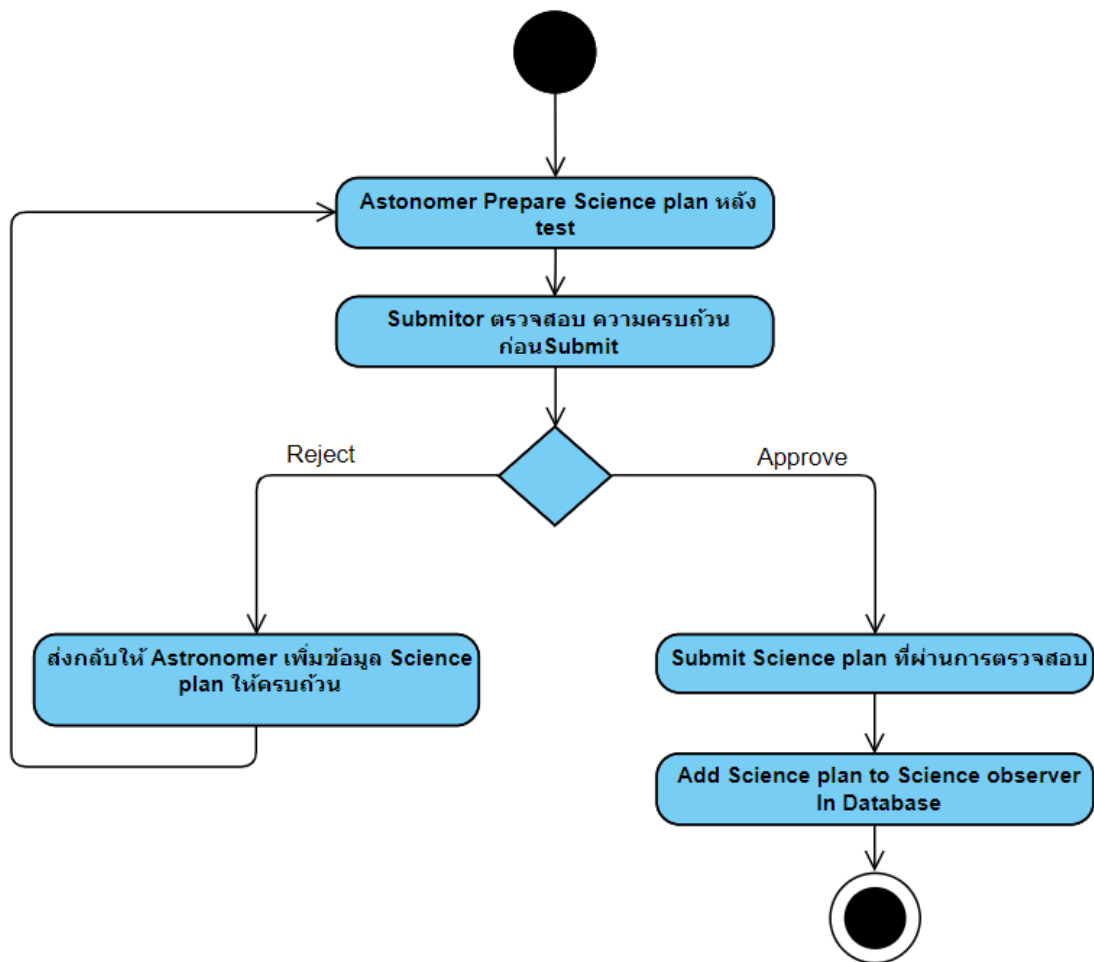 Astonomer Prepare Science plan หลัง
test
Submitor ตรวจสอบ ความครบถ้วน
ก่อนSubmit
Reject
Approve
ส่งกลับให้ Astronomer เพิ่มข้อมูล Science
plan ให้ครบถ้วน
Submit Science plan ที่ผ่านการตรวจสอบ
Add Science plan to Science observer
In Database